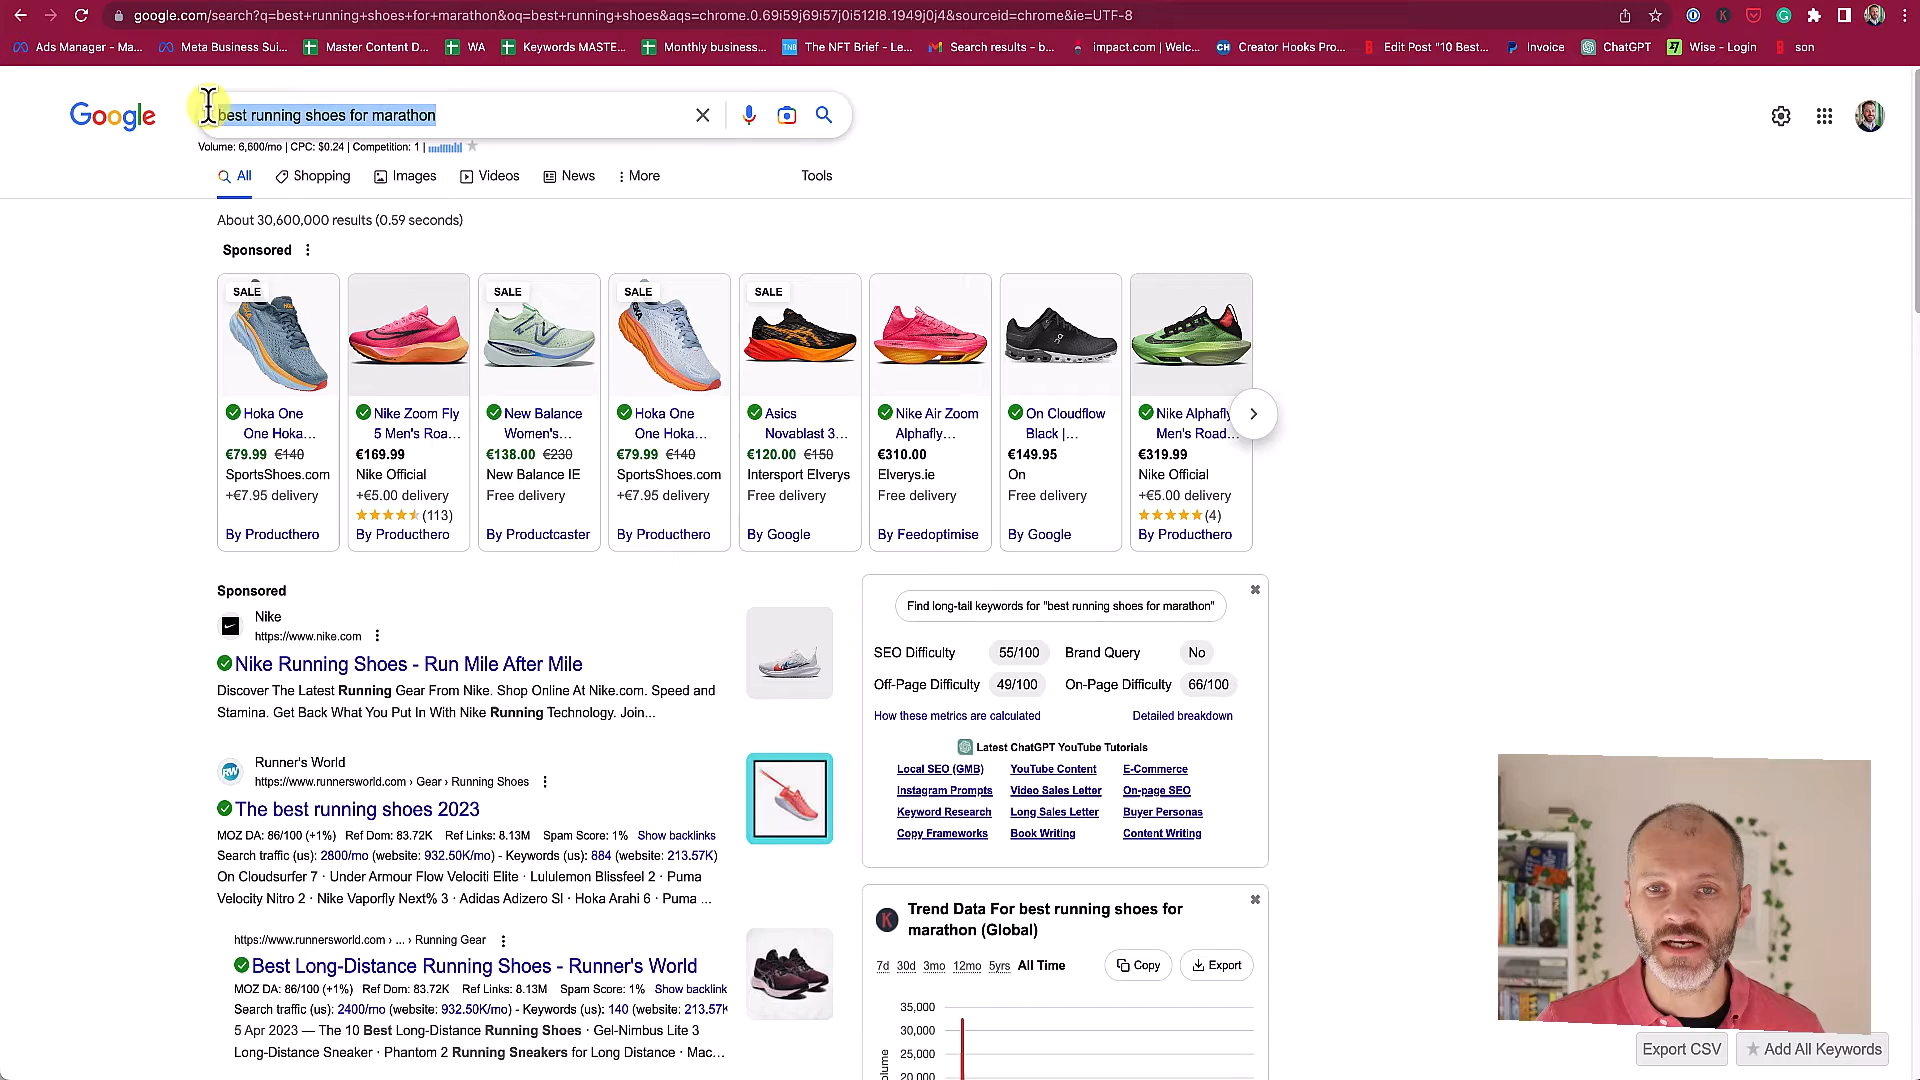 google.com/search?q=best+running+shoes+for+marathon&oq=best+running+shoes&aqs=chrome.0.69i59j69i57j0i512l8.1949j0j4&sourceid=chrome&ie=UTF-8
Ads Manager - Ma... Meta Business Sui... Master Content D... WA Keywords MASTE... Monthly business... The NFT Brief - Le... Search results - b... impact.com | Welc... Creator Hooks Pro... Edit Post "10 Best... Invoice ChatGPT Wise - Login son
Google
best running shoes for marathon
Volume: 6,600/mo | CPC: $0.24 | Competition: 1 |
All Shopping Images Videos News More Tools
About 30,600,000 results (0.59 seconds)
Sponsored
SALE SALE SALE SALE
Hoka One One Hoka...
€79.99 €140
SportsShoes.com
+€7.95 delivery
By Producthero
Nike Zoom Fly
5 Men's Roa...
€169.99
Nike Official
+€5.00 delivery
(113)
By Producthero
New Balance
Women's...
€138.00 €230
New Balance IE
Free delivery
By Productcaster
Hoka One
One Hoka...
€79.99 €140
SportsShoes.com
+€7.95 delivery
By Producthero
Asics
Novablast 3...
€120.00 €150
Intersport Elverys
Free delivery
By Google
Nike Air Zoom
Alphafly...
€310.00
Elverys.ie
Free delivery
By Feedoptimise
On Cloudflow
Black |...
€149.95
On
Free delivery
By Google
Nike Alphafly
Men's Road...
€319.99
Nike Official
+€5.00 delivery
(4)
By Producthero
Sponsored
Nike
https://www.nike.com
Nike Running Shoes - Run Mile After Mile
Discover The Latest Running Gear From Nike. Shop Online At Nike.com. Speed and
Stamina. Get Back What You Put In With Nike Running Technology. Join...
RW
Runner's World
https://www.runnersworld.com › Gear › Running Shoes
The best running shoes 2023
MOZ DA: 86/100 (+1%) Ref Dom: 83.72K Ref Links: 8.13M Spam Score: 1% Show backlinks
Search traffic (us): 2800/mo (website: 932.50K/mo) - Keywords (us): 884 (website: 213.57K)
On Cloudsurfer 7 · Under Armour Flow Velociti Elite · Lululemon Blissfeel 2 · Puma
Velocity Nitro 2 · Nike Vaporfly Next% 3 · Adidas Adizero Sl · Hoka Arahi 6 · Puma ...
https://www.runnersworld.com › ... › Running Gear
Best Long-Distance Running Shoes - Runner's World
MOZ DA: 86/100 (+1%) Ref Dom: 83.72K Ref Links: 8.13M Spam Score: 1% Show backlink
Search traffic (us): 2400/mo (website: 932.50K/mo) - Keywords (us): 140 (website: 213.57K
5 Apr 2023 — The 10 Best Long-Distance Running Shoes · Gel-Nimbus Lite 3
Long-Distance Sneaker · Phantom 2 Running Sneakers for Long Distance · Mac...
Find long-tail keywords for "best running shoes for marathon"
SEO Difficulty 55/100 Brand Query No
Off-Page Difficulty 49/100 On-Page Difficulty 66/100
How these metrics are calculated Detailed breakdown
Latest ChatGPT YouTube Tutorials
Local SEO (GMB) YouTube Content E-Commerce
Instagram Prompts Video Sales Letter On-page SEO
Keyword Research Long Sales Letter Buyer Personas
Copy Frameworks Book Writing Content Writing
K
Trend Data For best running shoes for
marathon (Global)
7d 30d 3mo 12mo 5yrs All Time Copy Export
35,000
30,000
25,000
20,000
Export CSV Add All Keywords